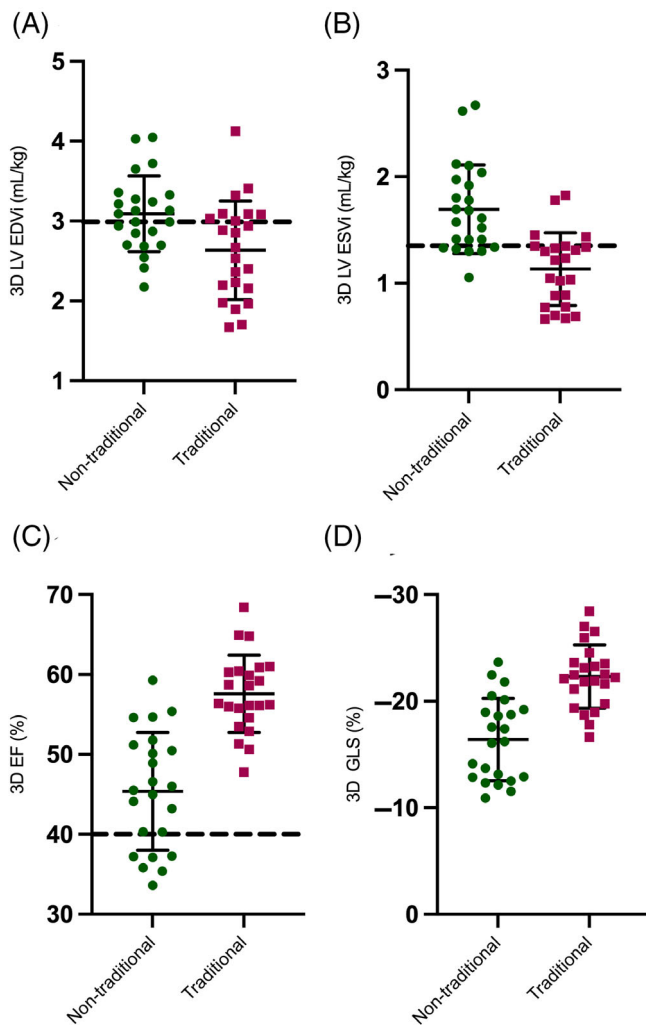 (A)
5
4
3
2
1
3D LV EDVi (mL/kg)
Non-traditional
Traditional
(B)
3
2
1
0
3D LV ESVi (mL/kg)
Non-traditional
Traditional
(C)
70
60
50
40
30
3D EF (%)
Non-traditional
Traditional
(D)
–30
–20
–10
0
3D GLS (%)
Non-traditional
Traditional